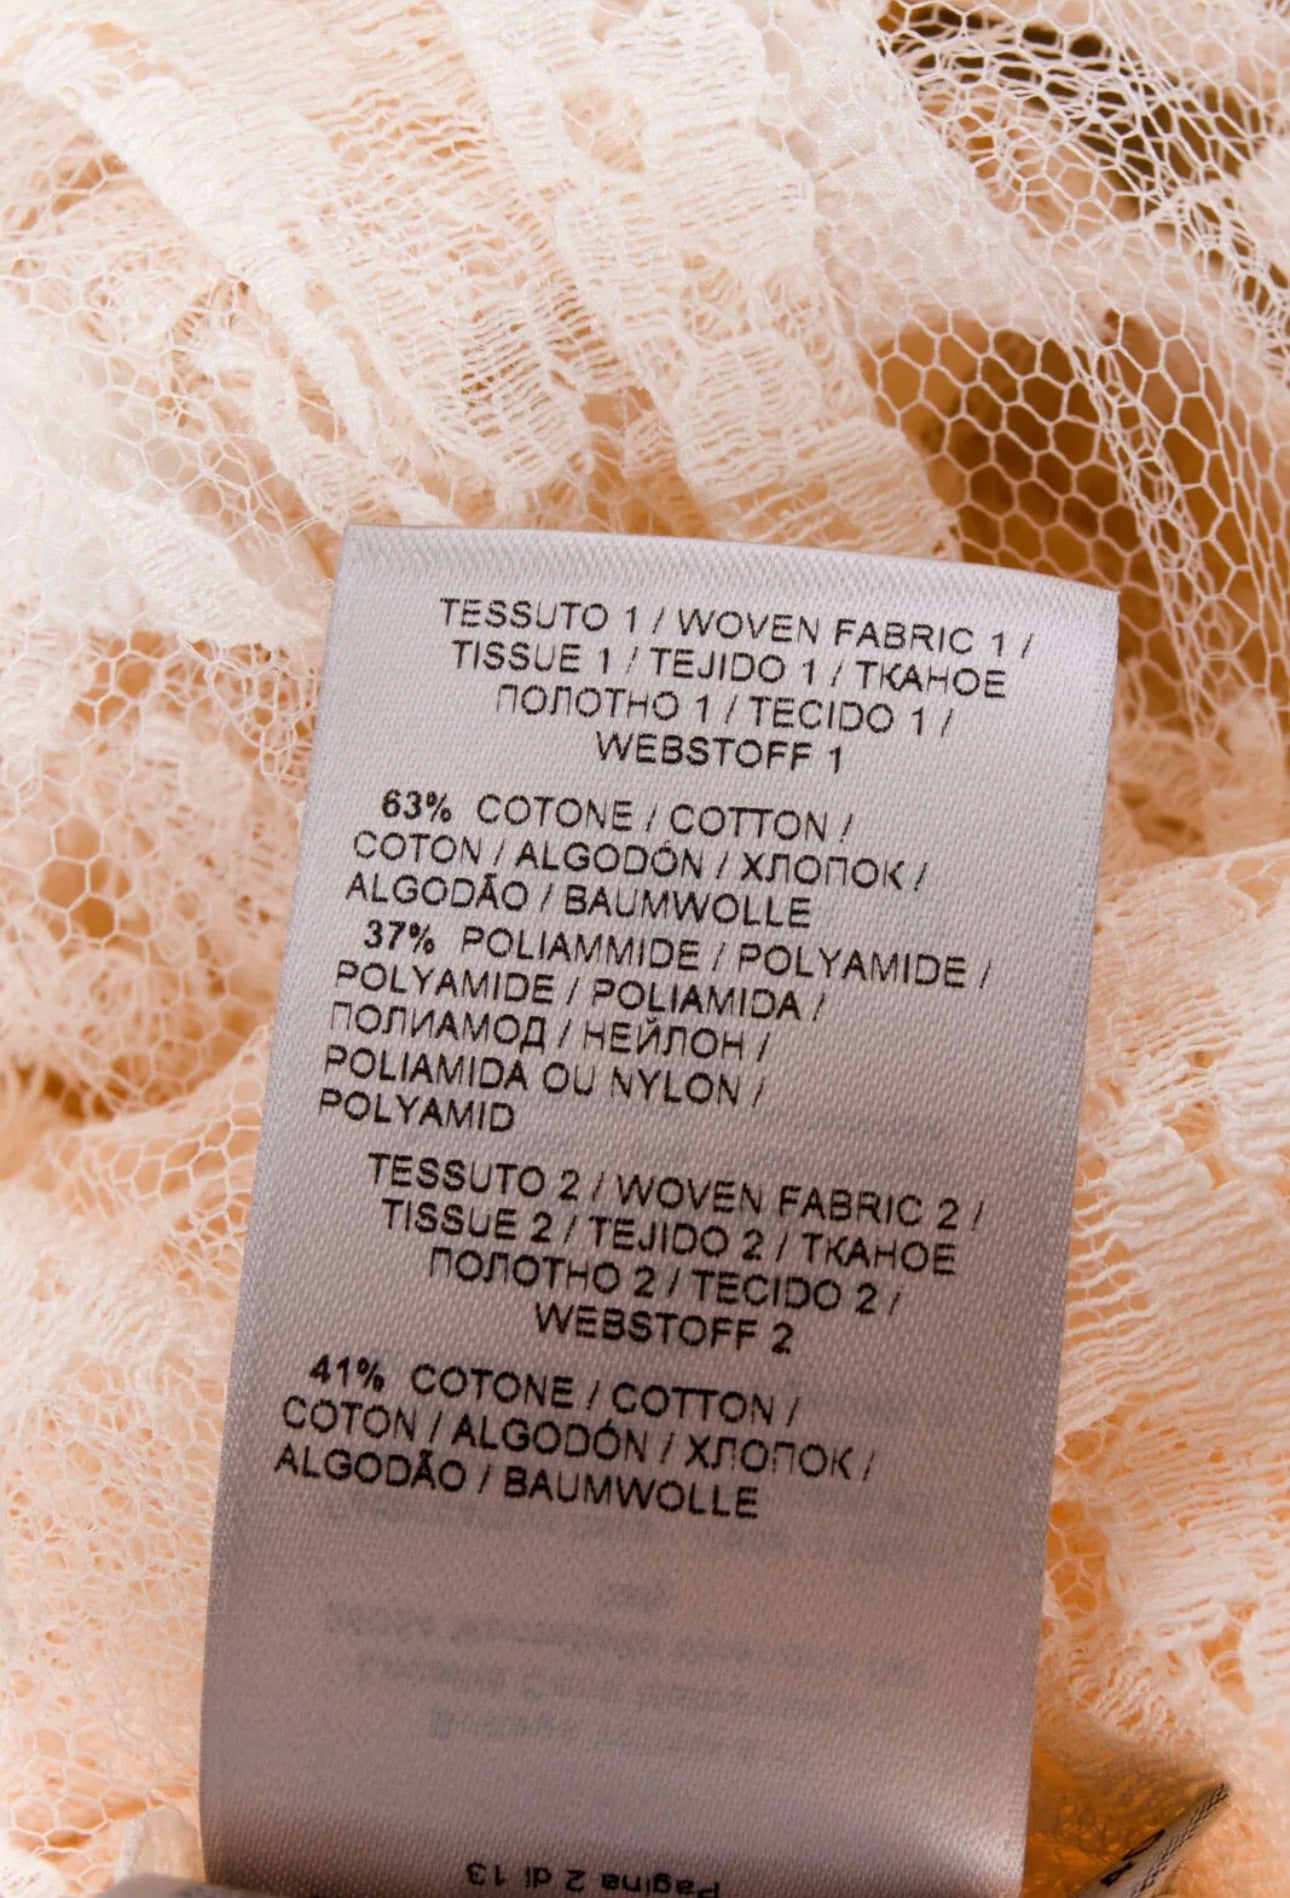 TESSUTO 1 / WOVEN FABRIC 1 /
TISSUE 1 / TEJIDO 1 / ТКАНОЕ
ПОЛОТНО 1 / TECIDO 1 /
WEBSTOFF 1
63% COTONE / COTTON /
COTON / ALGODÓN / ХЛОПОК /
ALGODÃO / BAUMWOLLE
37% POLIAMMIDE / POLYAMIDE /
POLYAMIDE / POLIAMIDA /
ПОЛИАМОД / НЕЙЛОН /
POLIAMIDA OU NYLON /
POLYAMID
TESSUTO 2 / WOVEN FABRIC 2 /
TISSUE 2 / TEJIDO 2 / ТКАНОЕ
ПОЛОТНО 2 / TECIDO 2 /
WEBSTOFF 2
41% COTONE / COTTON /
COTON / ALGODÓN / ХЛОПОК /
ALGODÃO / BAUMWOLLE
Pagina 2 di 13